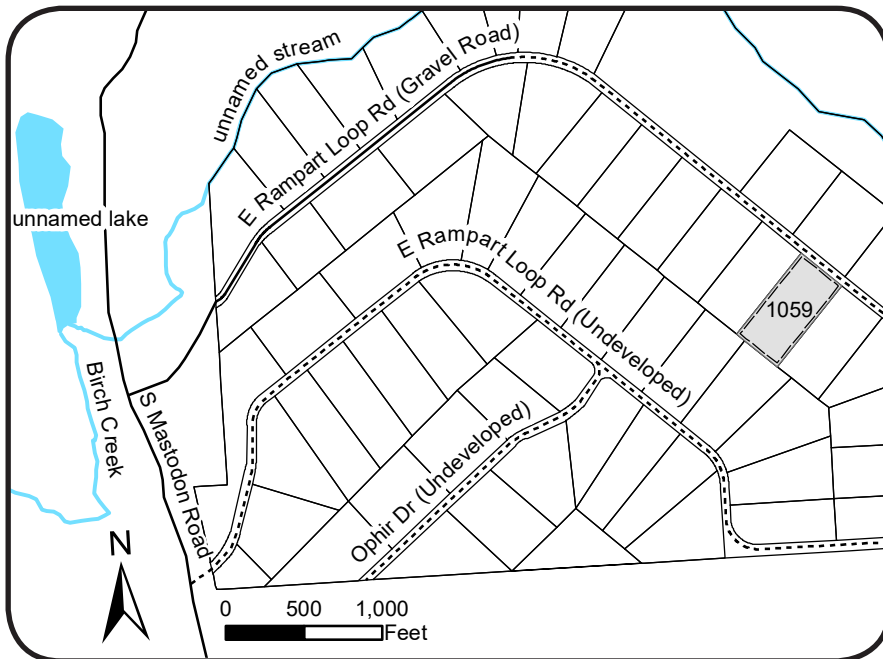 unnamed stream
E Rampart Loop Rd (Gravel Road)
unnamed lake
E Rampart Loop Rd (Undeveloped)
1059
Birch Creek
S Mastodon Road
Ophir Dr (Undeveloped)
N
0 500 1,000
Feet